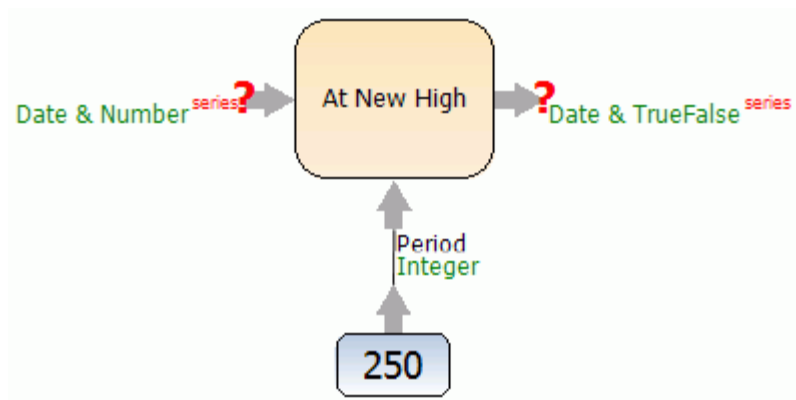 At New High
Date & Number series ?
? Date & TrueFalse series
Period
Integer
250